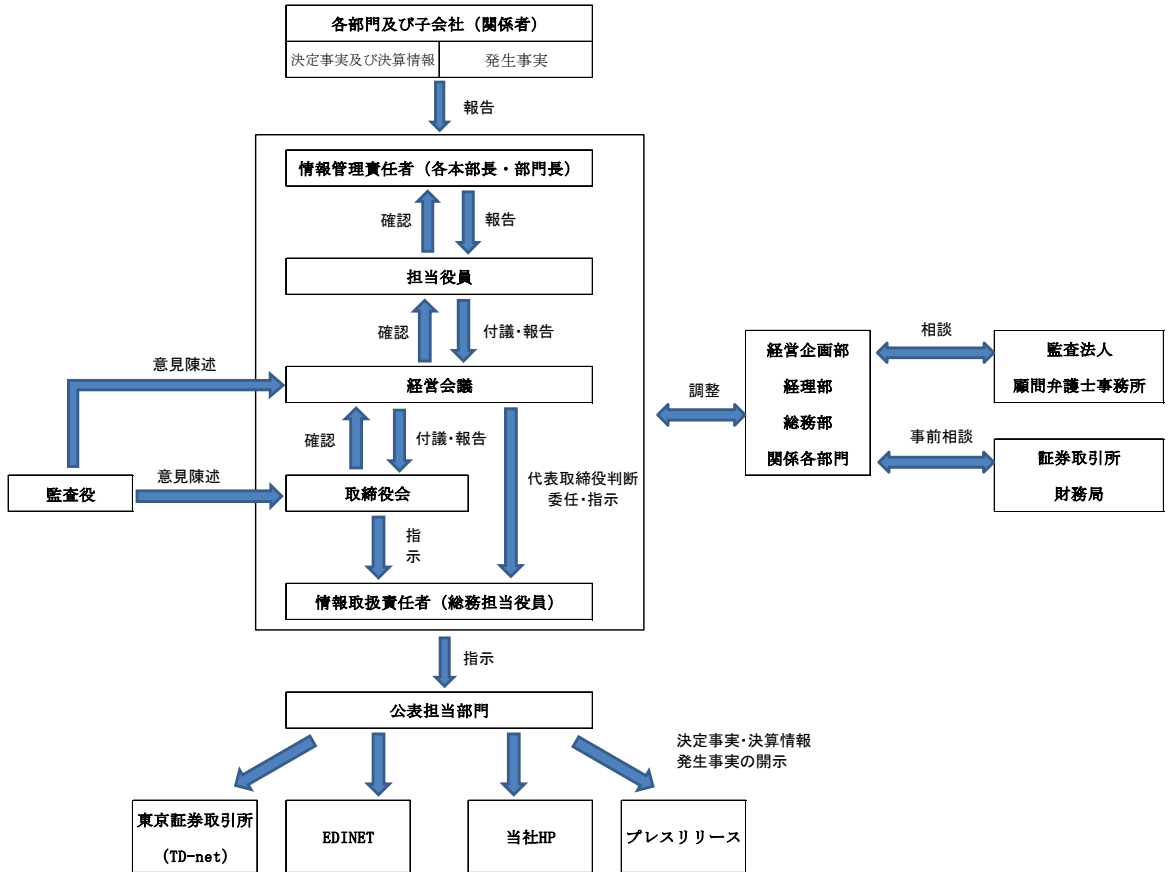 各部門及び子会社（関係者）
決定事実及び決算情報
発生事実
報告
情報管理責任者（各本部長・部門長）
確認
報告
担当役員
確認
付議・報告
意見陳述
経営会議
確認
付議・報告
代表取締役判断
委任・指示
監査役
意見陳述
取締役会
指
示
情報取扱責任者（総務担当役員）
調整
経営企画部
経理部
総務部
関係各部門
相談
監査法人
顧問弁護士事務所
事前相談
証券取引所
財務局
指示
公表担当部門
決定事実・決算情報
発生事実の開示
東京証券取引所
(TD-net)
EDINET
当社HP
プレスリリース